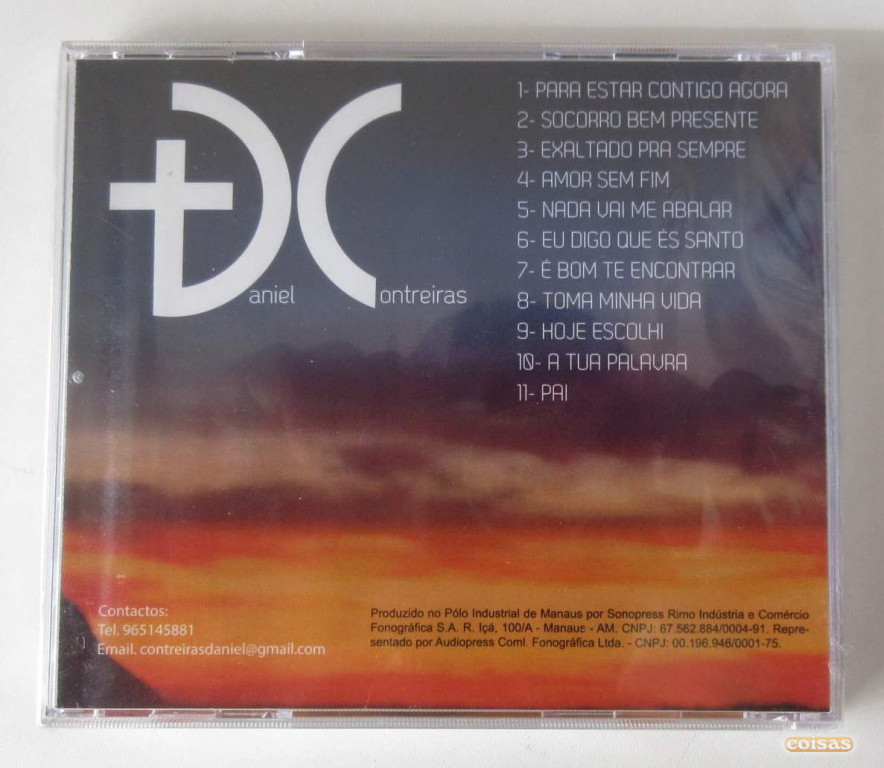 DC
Daniel Contreiras
1- PARA ESTAR CONTIGO AGORA
2- SOCORRO BEM PRESENTE
3- EXALTADO PRA SEMPRE
4- AMOR SEM FIM
5- NADA VAI ME ABALAR
6- EU DIGO QUE ÉS SANTO
7- É BOM TE ENCONTRAR
8- TOMA MINHA VIDA
9- HOJE ESCOLHI
10- A TUA PALAVRA
11- PAI
Contactos:
Tel. 965145881
Email. contreirasdaniel@gmail.com
Produzido no Pólo Industrial de Manaus por Sonopress Rimo Indústria e Comércio
Fonográfica S.A. R. Içá, 100/A - Manaus - AM. CNPJ: 67.562.884/0004-91. Repre-
sentado por Audiopress Coml. Fonográfica Ltda. - CNPJ: 00.196.946/0001-75.
coisas